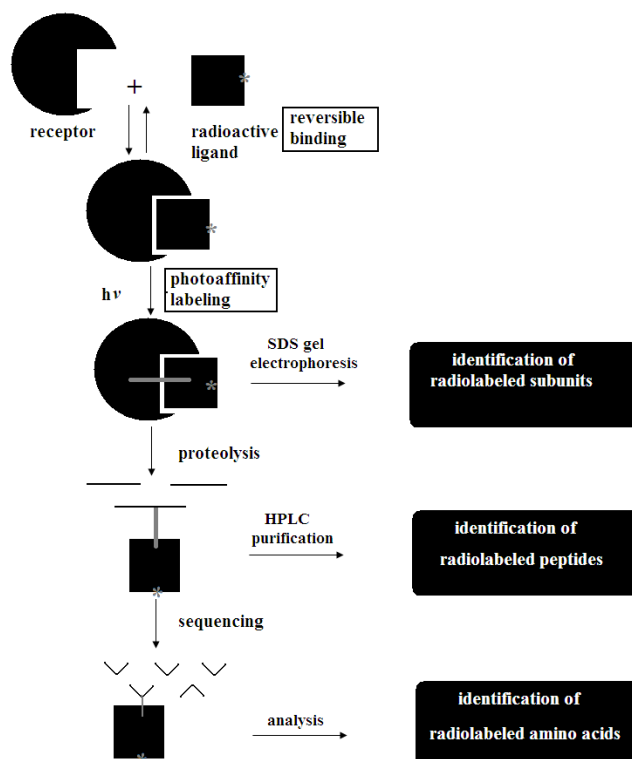 +
*
receptor
radioactive
ligand
reversible
binding
*
hν
photoaffinity
labeling
*
SDS gel
electrophoresis
identification of
radiolabeled subunits
proteolysis
HPLC
purification
identification of
radiolabeled peptides
*
sequencing
analysis
identification of
radiolabeled amino acids
*